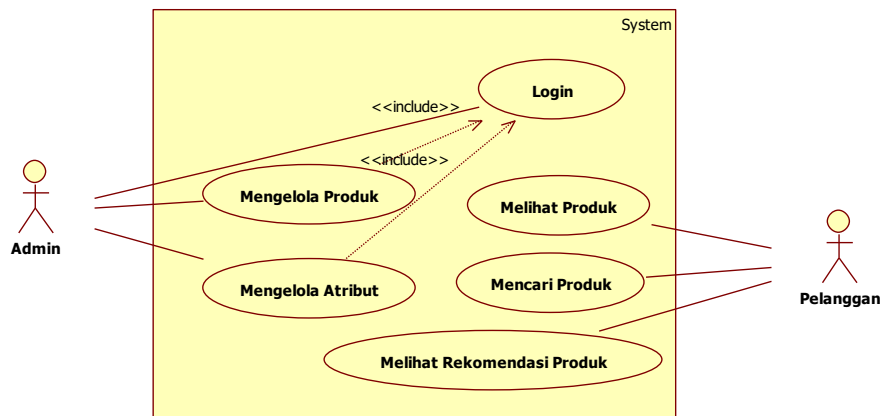 System
Login
<<include>>
<<include>>
Mengelola Produk
Melihat Produk
Admin
Mengelola Atribut
Mencari Produk
Pelanggan
Melihat Rekomendasi Produk